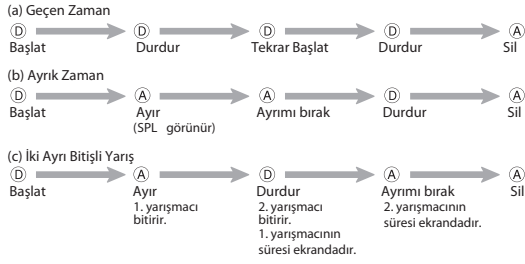 (a) Geçen Zaman
D D D D A
Başlat Durdur Tekrar Başlat Durdur Sil
(b) Ayrık Zaman
D A A D A
Başlat Ayır Ayrımı bırak Durdur Sil
(SPL görünür)
(c) İki Ayrı Bitişli Yarış
D A D A A
Başlat Ayır Durdur Ayrımı bırak Sil
1. yarışmacı 2. yarışmacı 2. yarışmacının
bitirir. bitirir. süresi ekrandadır.
1. yarışmacının
süresi ekrandadır.